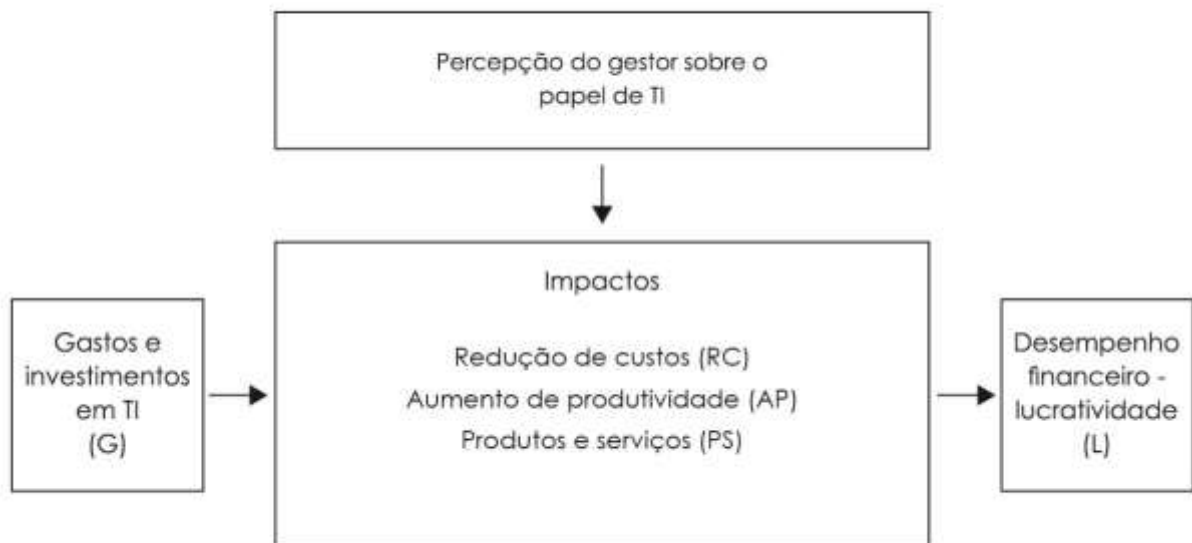 Percepção do gestor sobre o
papel de TI
Impactos
Redução de custos (RC)
Aumento de produtividade (AP)
Produtos e serviços (PS)
Gastos e
investimentos
em TI
(G)
Desempenho
financeiro -
lucratividade
(L)